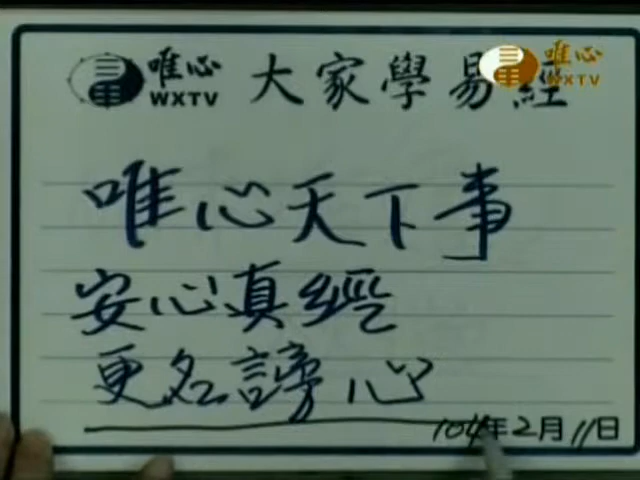 唯心
WXTV
大家學易經
唯心
WXTV
唯心天下事
安心真經
更名謗心
104年2月11日